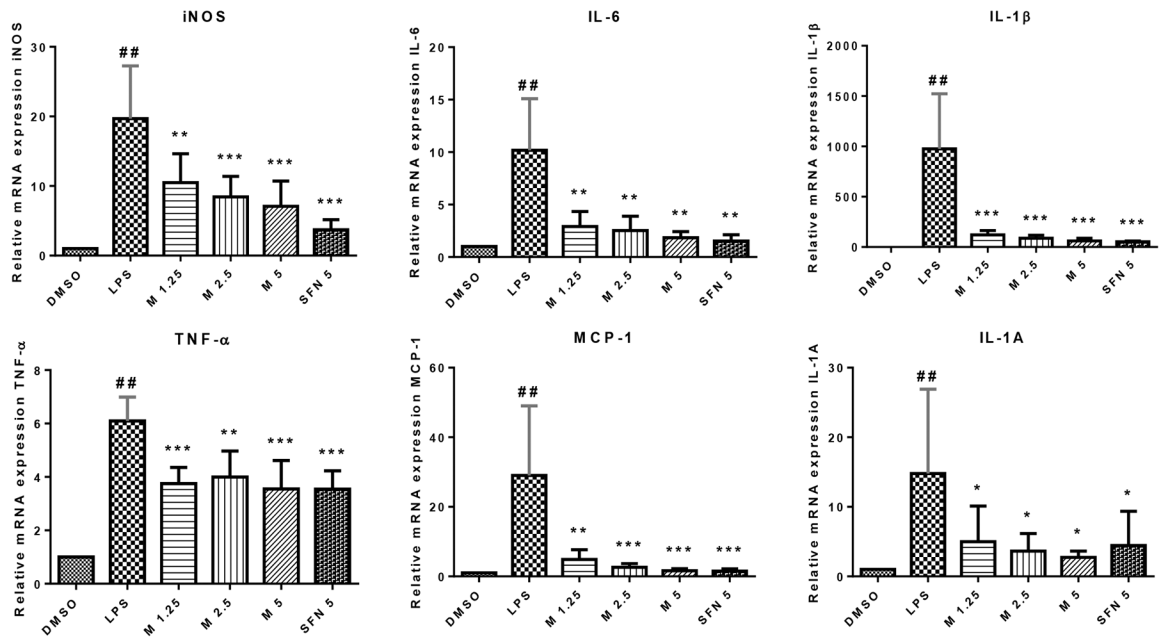 iNOS
Relative mRNA expression iNOS
30
20
10
0
##
**
***
***
***
DMSO
LPS
M 1.25
M 2.5
M 5
SFN 5
IL-6
Relative mRNA expression IL-6
20
15
10
5
0
##
**
**
**
**
DMSO
LPS
M 1.25
M 2.5
M 5
SFN 5
IL-1β
Relative mRNA expression IL-1β
2000
1500
1000
500
0
##
***
***
***
***
DMSO
LPS
M 1.25
M 2.5
M 5
SFN 5
TNF-α
Relative mRNA expression TNF-α
8
6
4
2
0
##
***
**
***
***
DMSO
LPS
M 1.25
M 2.5
M 5
SFN 5
MCP-1
Relative mRNA expression MCP-1
60
40
20
0
##
**
***
***
***
DMSO
LPS
M 1.25
M 2.5
M 5
SFN 5
IL-1A
Relative mRNA expression IL-1A
30
20
10
0
##
*
*
*
*
DMSO
LPS
M 1.25
M 2.5
M 5
SFN 5